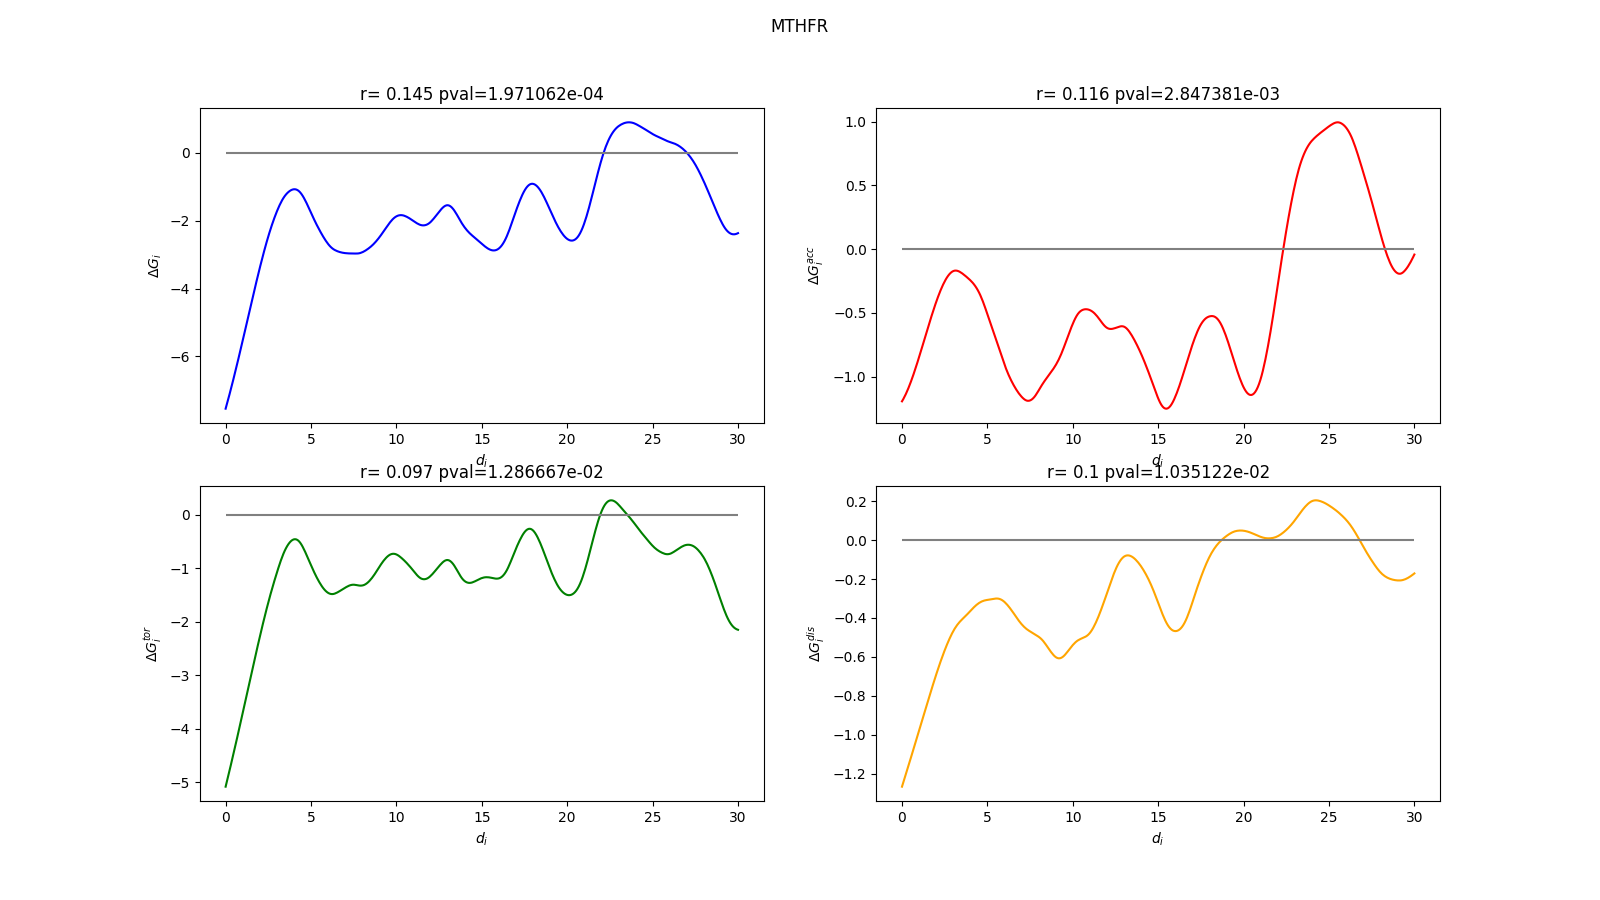 MTHFR
r= 0.145 pval=1.971062e-04
0
−2
−4
−6
ΔG_i
0 5 10 15 20 25 30
d_i
r= 0.116 pval=2.847381e-03
1.0
0.5
0.0
−0.5
−1.0
ΔG_i^acc
0 5 10 15 20 25 30
d_i
r= 0.097 pval=1.286667e-02
0
−1
−2
−3
−4
−5
ΔG_i^tor
0 5 10 15 20 25 30
d_i
r= 0.1 pval=1.035122e-02
0.2
0.0
−0.2
−0.4
−0.6
−0.8
−1.0
−1.2
ΔG_i^dis
0 5 10 15 20 25 30
d_i